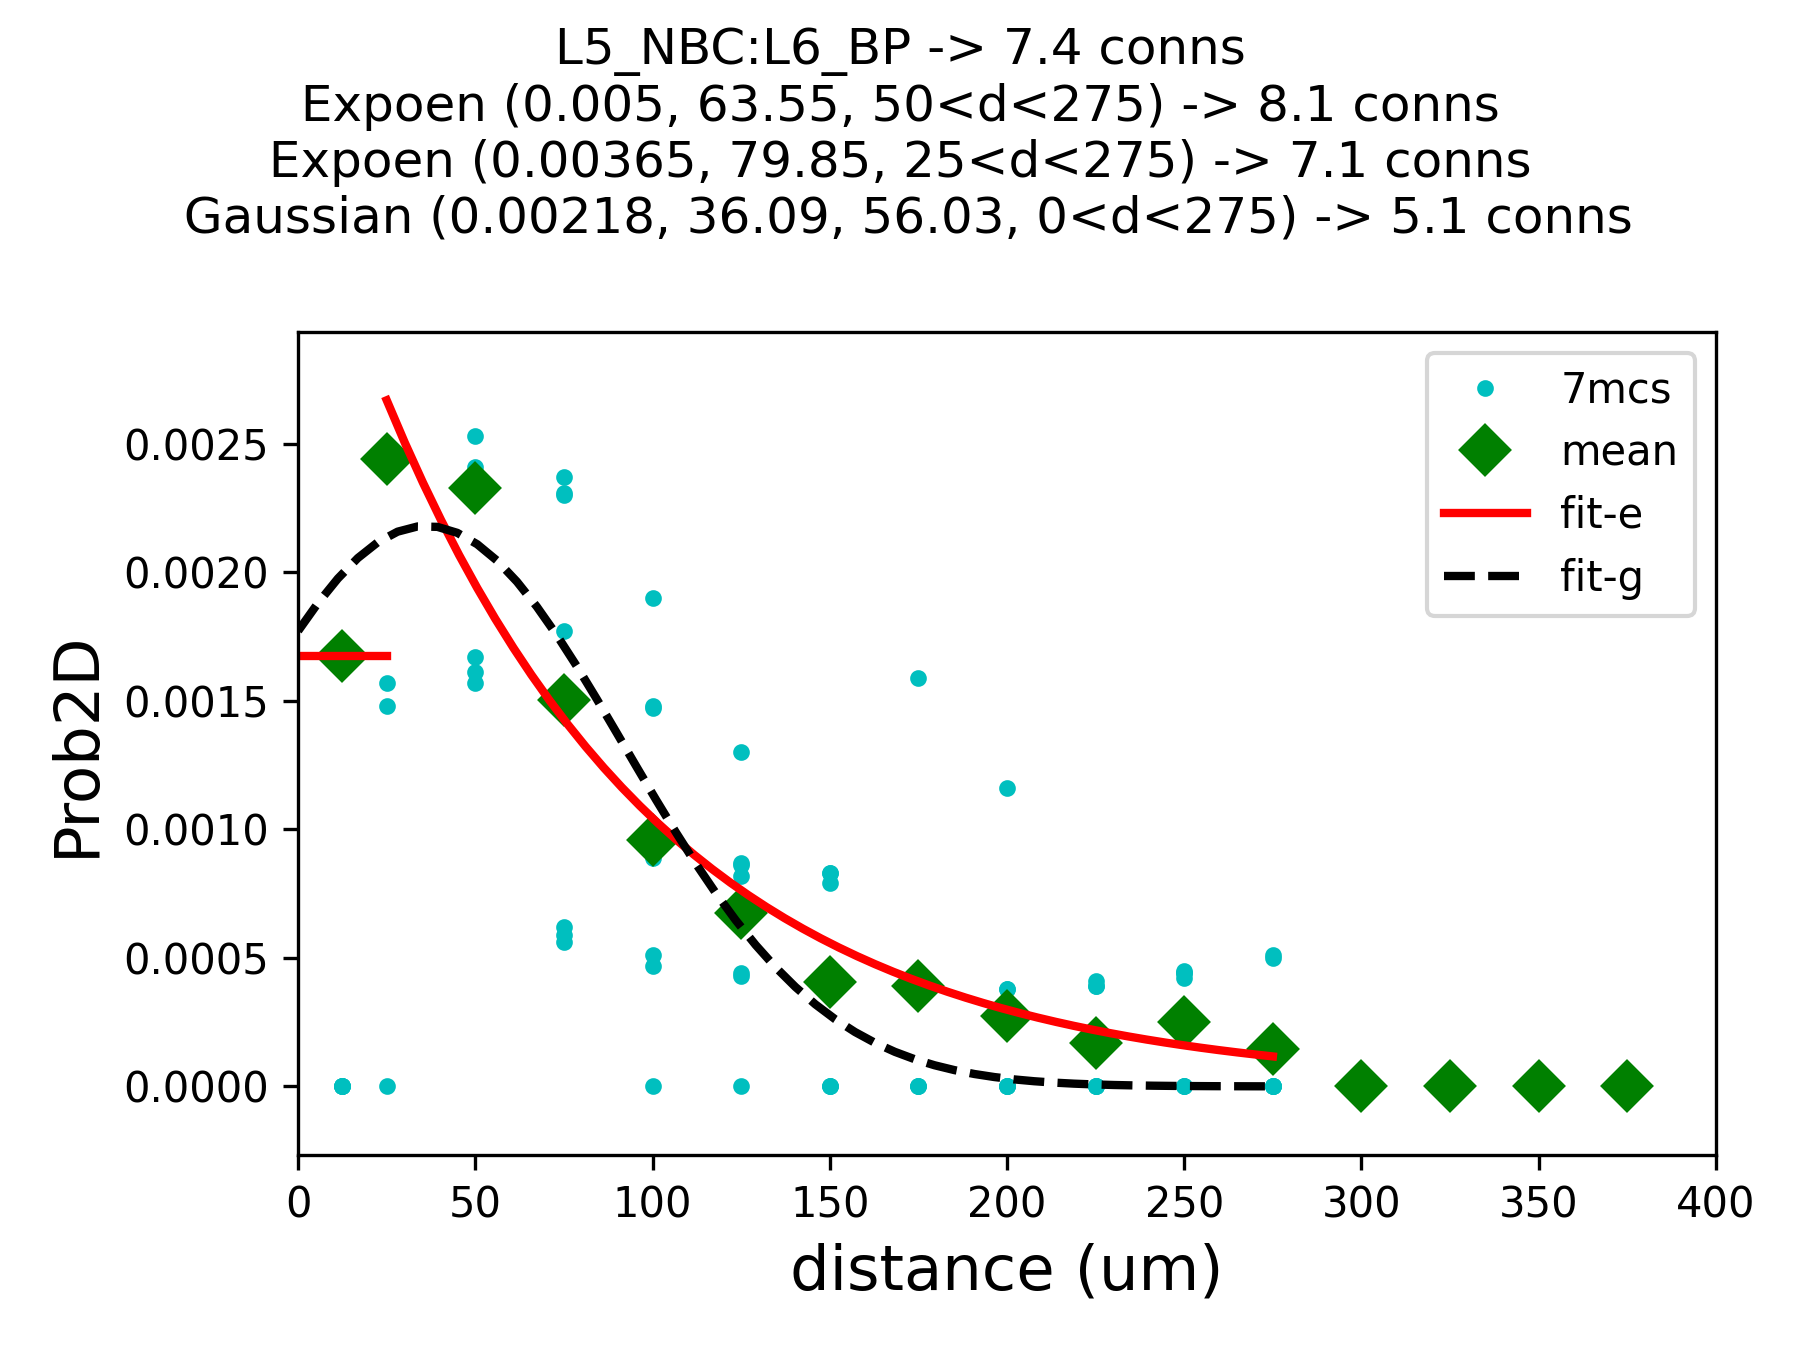 L5_NBC:L6_BP -> 7.4 conns
Expoen (0.005, 63.55, 50<d<275) -> 8.1 conns
Expoen (0.00365, 79.85, 25<d<275) -> 7.1 conns
Gaussian (0.00218, 36.09, 56.03, 0<d<275) -> 5.1 conns
7mcs
mean
fit-e
fit-g
Prob2D
0.0025
0.0020
0.0015
0.0010
0.0005
0.0000
0 50 100 150 200 250 300 350 400
distance (um)